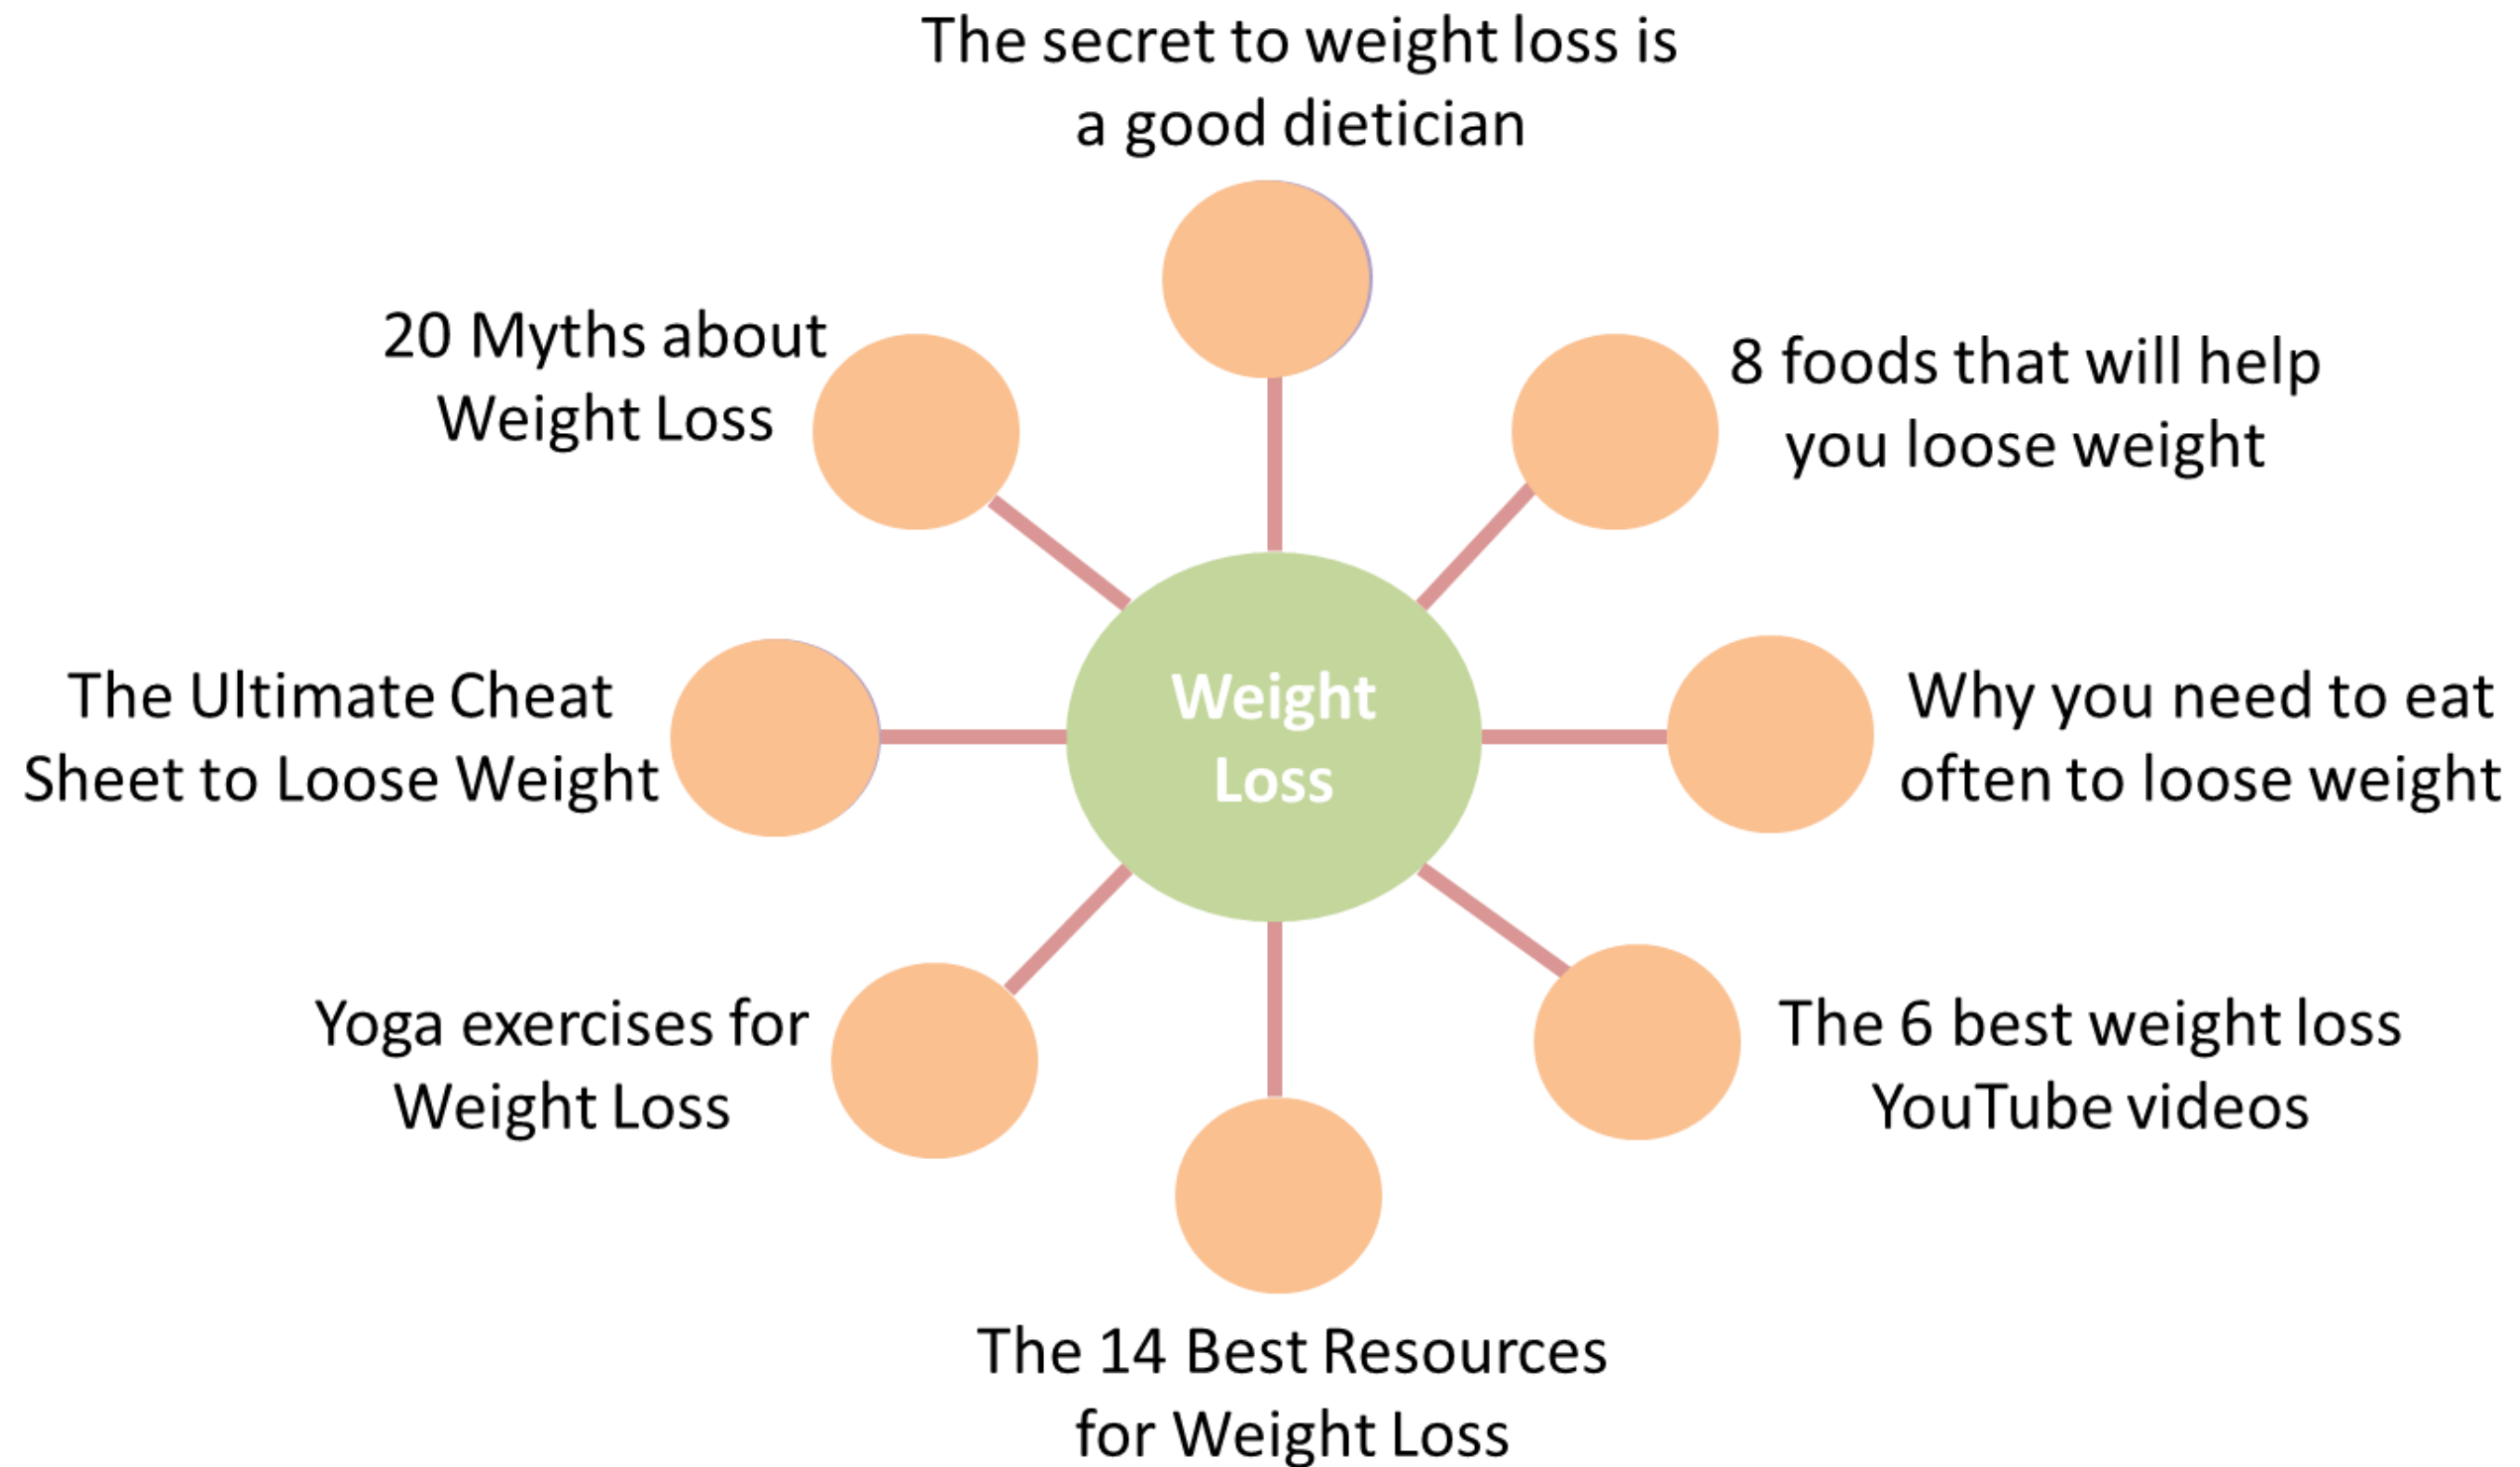 The secret to weight loss is
a good dietician
20 Myths about
Weight Loss
8 foods that will help
you loose weight
The Ultimate Cheat
Sheet to Loose Weight
Weight
Loss
Why you need to eat
often to loose weight
Yoga exercises for
Weight Loss
The 6 best weight loss
YouTube videos
The 14 Best Resources
for Weight Loss